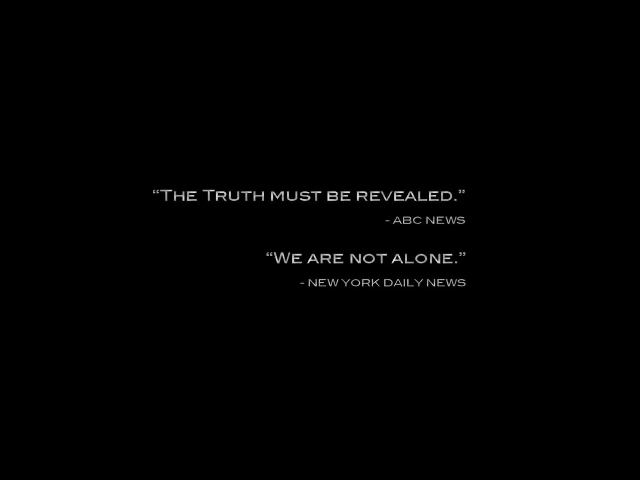 “The Truth must be revealed.”
- ABC NEWS
“We are not alone.”
- NEW YORK DAILY NEWS